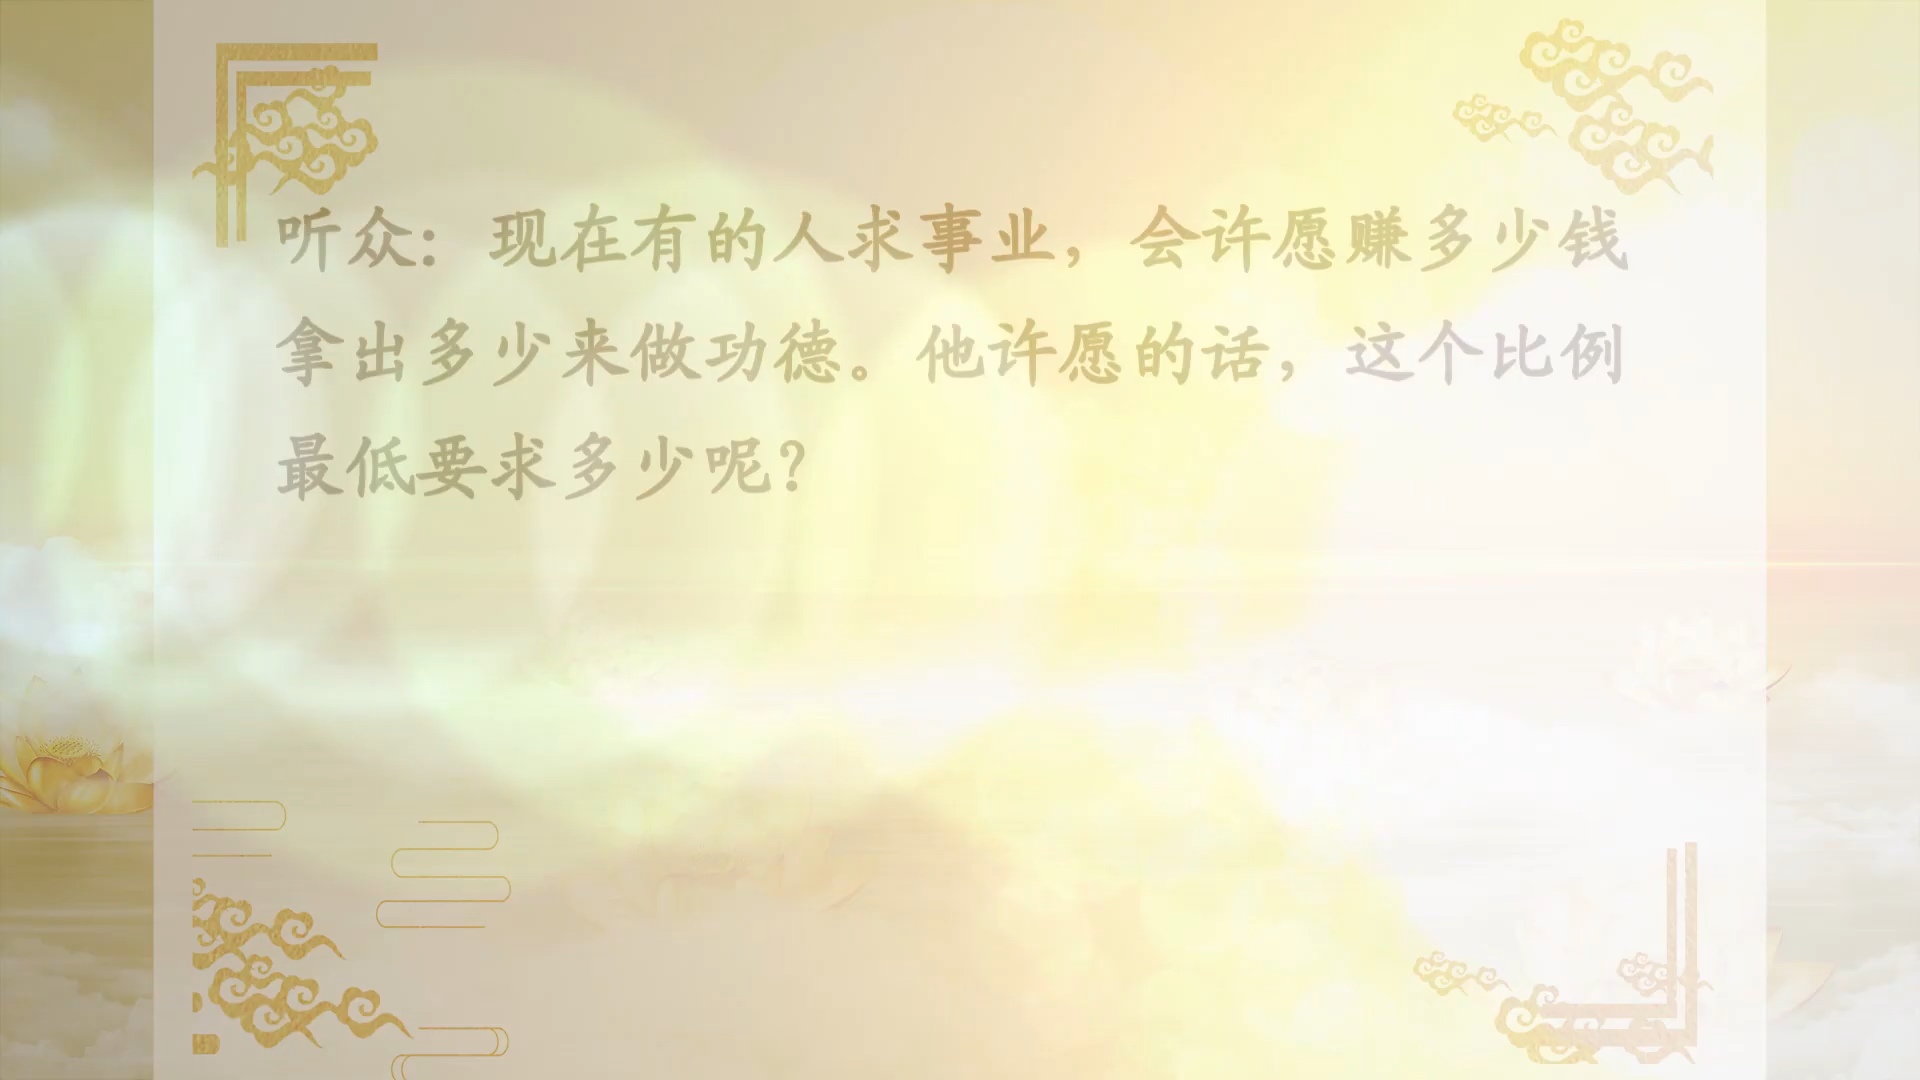 听众：现在有的人求事业，会许愿赚多少钱
拿出多少来做功德。他许愿的话，这个比例
最低要求多少呢？